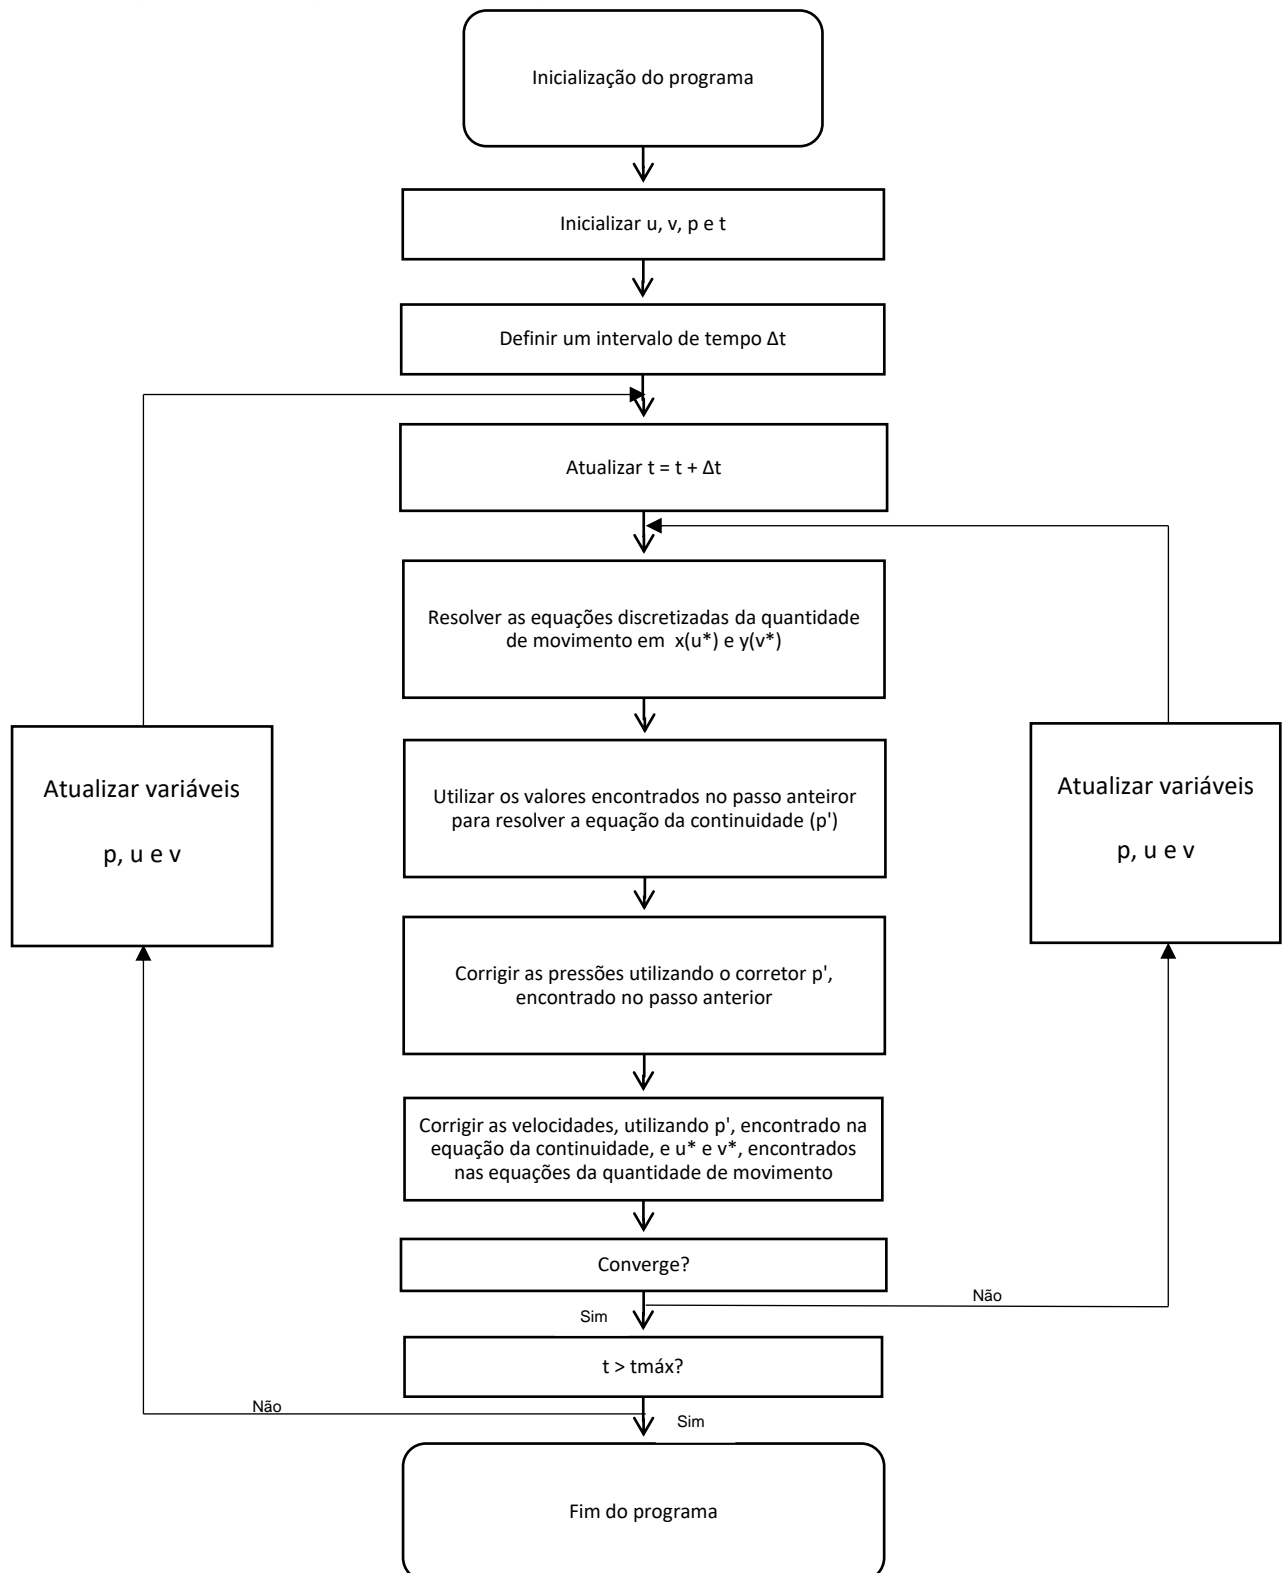 Inicialização do programa
Inicializar u, v, p e t
Definir um intervalo de tempo Δt
Atualizar t = t + Δt
Resolver as equações discretizadas da quantidade
de movimento em  x(u*) e y(v*)
Atualizar variáveis
p, u e v
Utilizar os valores encontrados no passo anteiror
para resolver a equação da continuidade (p')
Atualizar variáveis
p, u e v
Corrigir as pressões utilizando o corretor p',
encontrado no passo anterior
Corrigir as velocidades, utilizando p', encontrado na
equação da continuidade, e u* e v*, encontrados
nas equações da quantidade de movimento
Converge?
Não
Sim
t > tmáx?
Não
Sim
Fim do programa